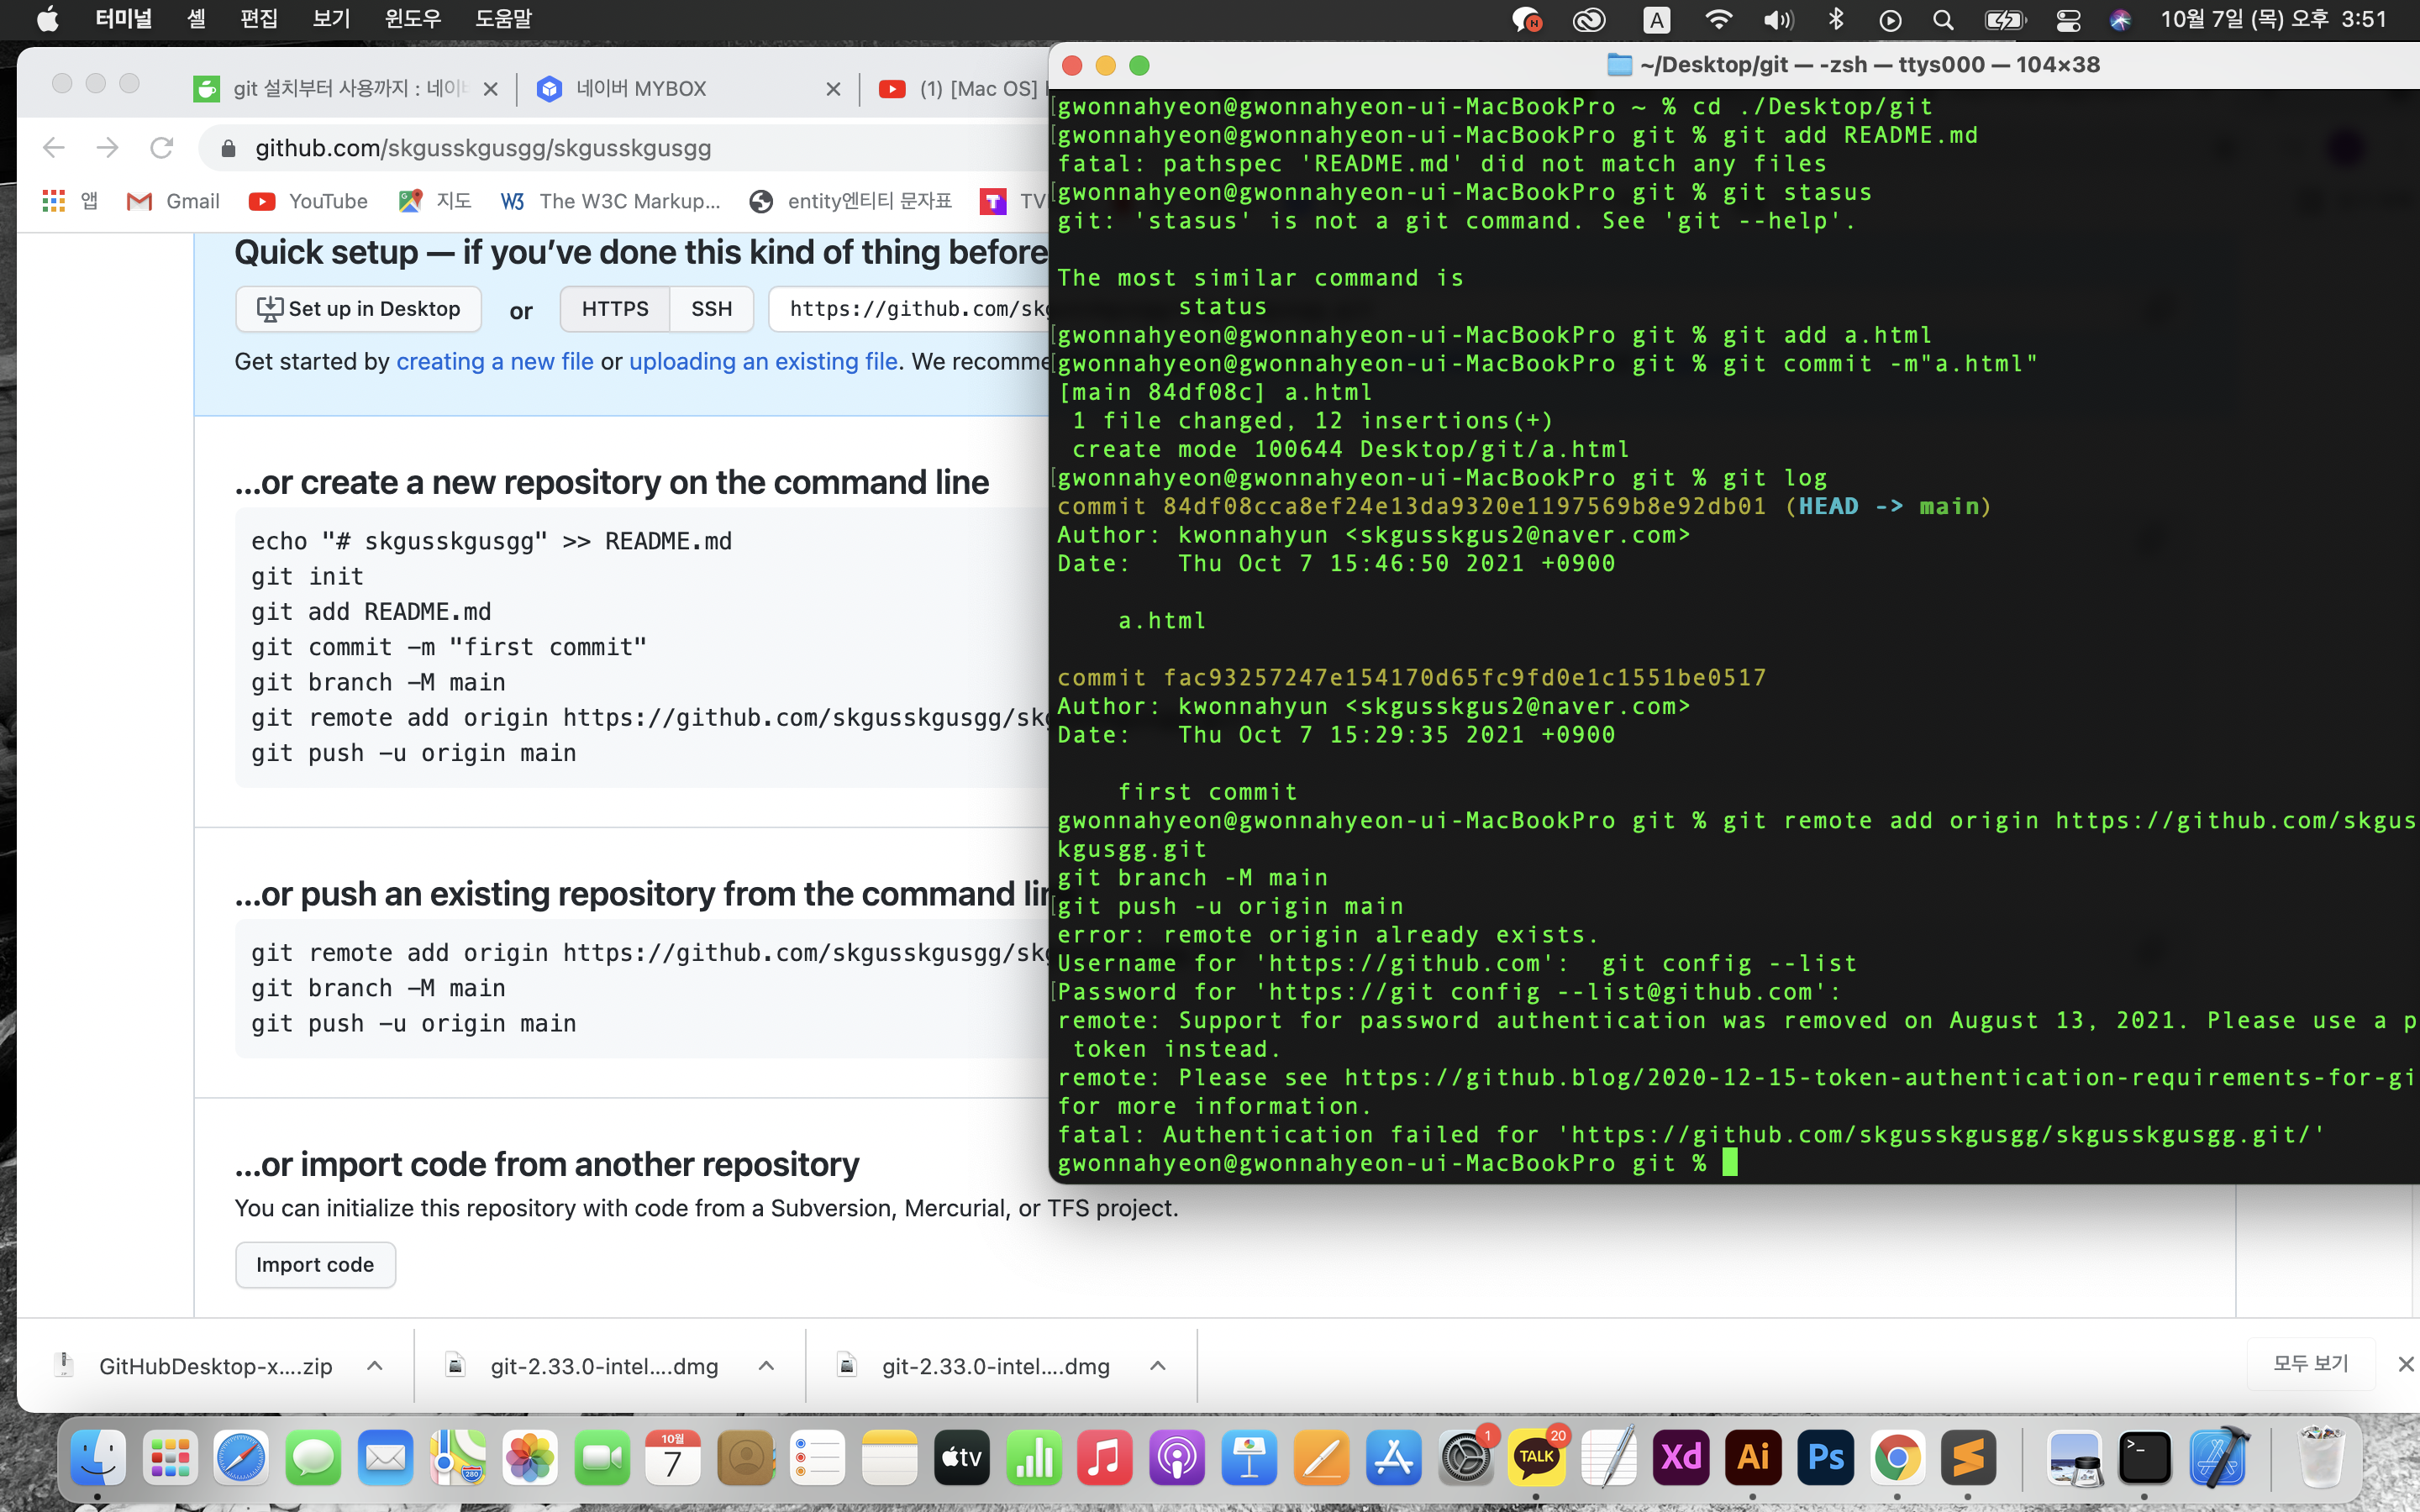 터미널 셸 편집 보기 윈도우 도움말 A 10월 7일 (목) 오후 3:51
git 설치부터 사용까지 : 네이
네이버 MYBOX
(1) [Mac OS]
github.com/skgusskgusgg/skgusskgusgg
앱 Gmail YouTube 지도 W3 The W3C Markup... entity엔티티 문자표 T
Quick setup — if you’ve done this kind of thing before
Set up in Desktop or HTTPS SSH https://github.com/sk
Get started by creating a new file or uploading an existing file. We recomme
...or create a new repository on the command line
echo "# skgusskgusgg" >> README.md
git init
git add README.md
git commit -m "first commit"
git branch -M main
git remote add origin https://github.com/skgusskgusgg/sk
git push -u origin main
...or push an existing repository from the command li
git remote add origin https://github.com/skgusskgusgg/sk
git branch -M main
git push -u origin main
...or import code from another repository
You can initialize this repository with code from a Subversion, Mercurial, or TFS project.
Import code
~/Desktop/git — -zsh — ttys000 — 104×38
gwonnahyeon@gwonnahyeon-ui-MacBookPro ~ % cd ./Desktop/git
gwonnahyeon@gwonnahyeon-ui-MacBookPro git % git add README.md
fatal: pathspec 'README.md' did not match any files
gwonnahyeon@gwonnahyeon-ui-MacBookPro git % git stasus
git: 'stasus' is not a git command. See 'git --help'.
The most similar command is
status
gwonnahyeon@gwonnahyeon-ui-MacBookPro git % git add a.html
gwonnahyeon@gwonnahyeon-ui-MacBookPro git % git commit -m"a.html"
[main 84df08c] a.html
1 file changed, 12 insertions(+)
create mode 100644 Desktop/git/a.html
gwonnahyeon@gwonnahyeon-ui-MacBookPro git % git log
commit 84df08cca8ef24e13da9320e1197569b8e92db01 (HEAD -> main)
Author: kwonnahyun <skgusskgus2@naver.com>
Date: Thu Oct 7 15:46:50 2021 +0900
a.html
commit fac93257247e154170d65fc9fd0e1c1551be0517
Author: kwonnahyun <skgusskgus2@naver.com>
Date: Thu Oct 7 15:29:35 2021 +0900
first commit
gwonnahyeon@gwonnahyeon-ui-MacBookPro git % git remote add origin https://github.com/skgus
kgusgg.git
git branch -M main
git push -u origin main
error: remote origin already exists.
Username for 'https://github.com': git config --list
Password for 'https://git config --list@github.com':
remote: Support for password authentication was removed on August 13, 2021. Please use a p
token instead.
remote: Please see https://github.blog/2020-12-15-token-authentication-requirements-for-gi
for more information.
fatal: Authentication failed for 'https://github.com/skgusskgusgg/skgusskgusgg.git/'
gwonnahyeon@gwonnahyeon-ui-MacBookPro git %
GitHubDesktop-x....zip
git-2.33.0-intel....dmg
git-2.33.0-intel....dmg
모두 보기
280 10월 7 tv 1 TALK 20 Xd Ai Ps >_